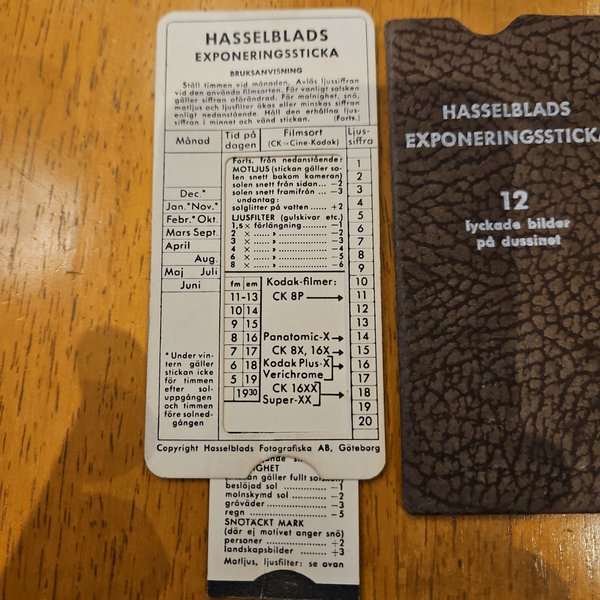 HASSELBLADS
EXPONERINGSSTICKA
BRUKSANVISNING
Ställ timmen vid månaden. Avläs ljussiffran
vid den använda filmsorten. För vanligt solsken
gäller siffran oförändrad. För molnighet, snö,
motljus och ljusfilter ökas eller minskas siffran
enligt nedanstående. Håll den erhållna ljus-
siffran i minnet och vänd stickan. (Forts.)
Månad
Tid på
dagen
Filmsort
(CK=Cine-Kodak)
Ljus-
siffra
Forts. från nedanstående:
MOTLJUS (stickan gäller so-
len snett bakom kameran)
solen snett från sidan... −2
solen snett framifrån ... −3
undantag:
solglitter på vatten ..... +2
LJUSFILTER (gulskivor etc.)
1,5 × förlängning ...... −1
2 × ..... » ..... −2
3 × ..... » ..... −3
4 × ..... » ..... −4
6 × ..... » ..... −5
8 × ..... » ..... −6
Dec.*
Jan.*Nov.*
Febr.* Okt.
Mars Sept.
April
Aug.
Maj Juli
Juni
fm em
11-13
10 14
9 15
8 16
7 17
6 18
5 19
19³⁰
Kodak-filmer:
CK 8P
Panatomic-X
CK 8X, 16X
Kodak Plus-X
Verichrome
CK 16XX
Super-XX
1
2
3
4
5
6
7
8
9
10
11
12
13
14
15
16
17
18
19
20
* Under vin-
tern gäller
stickan icke
för timmen
efter sol-
uppgången
och timmen
före solned-
gången
Copyright Hasselblads Fotografiska AB, Göteborg
gäller fullt solsken)
beslöjad sol ............ −1
molnskymd sol ....... −2
gråväder ............... −3
regn ..................... −5
SNÖTÄCKT MARK
(där ej motivet anger snö)
personer ............... +2
landskapsbilder ...... +3
Motljus, ljusfilter: se ovan
HASSELBLADS
EXPONERINGSSTICKA
12
lyckade bilder
på dussinet